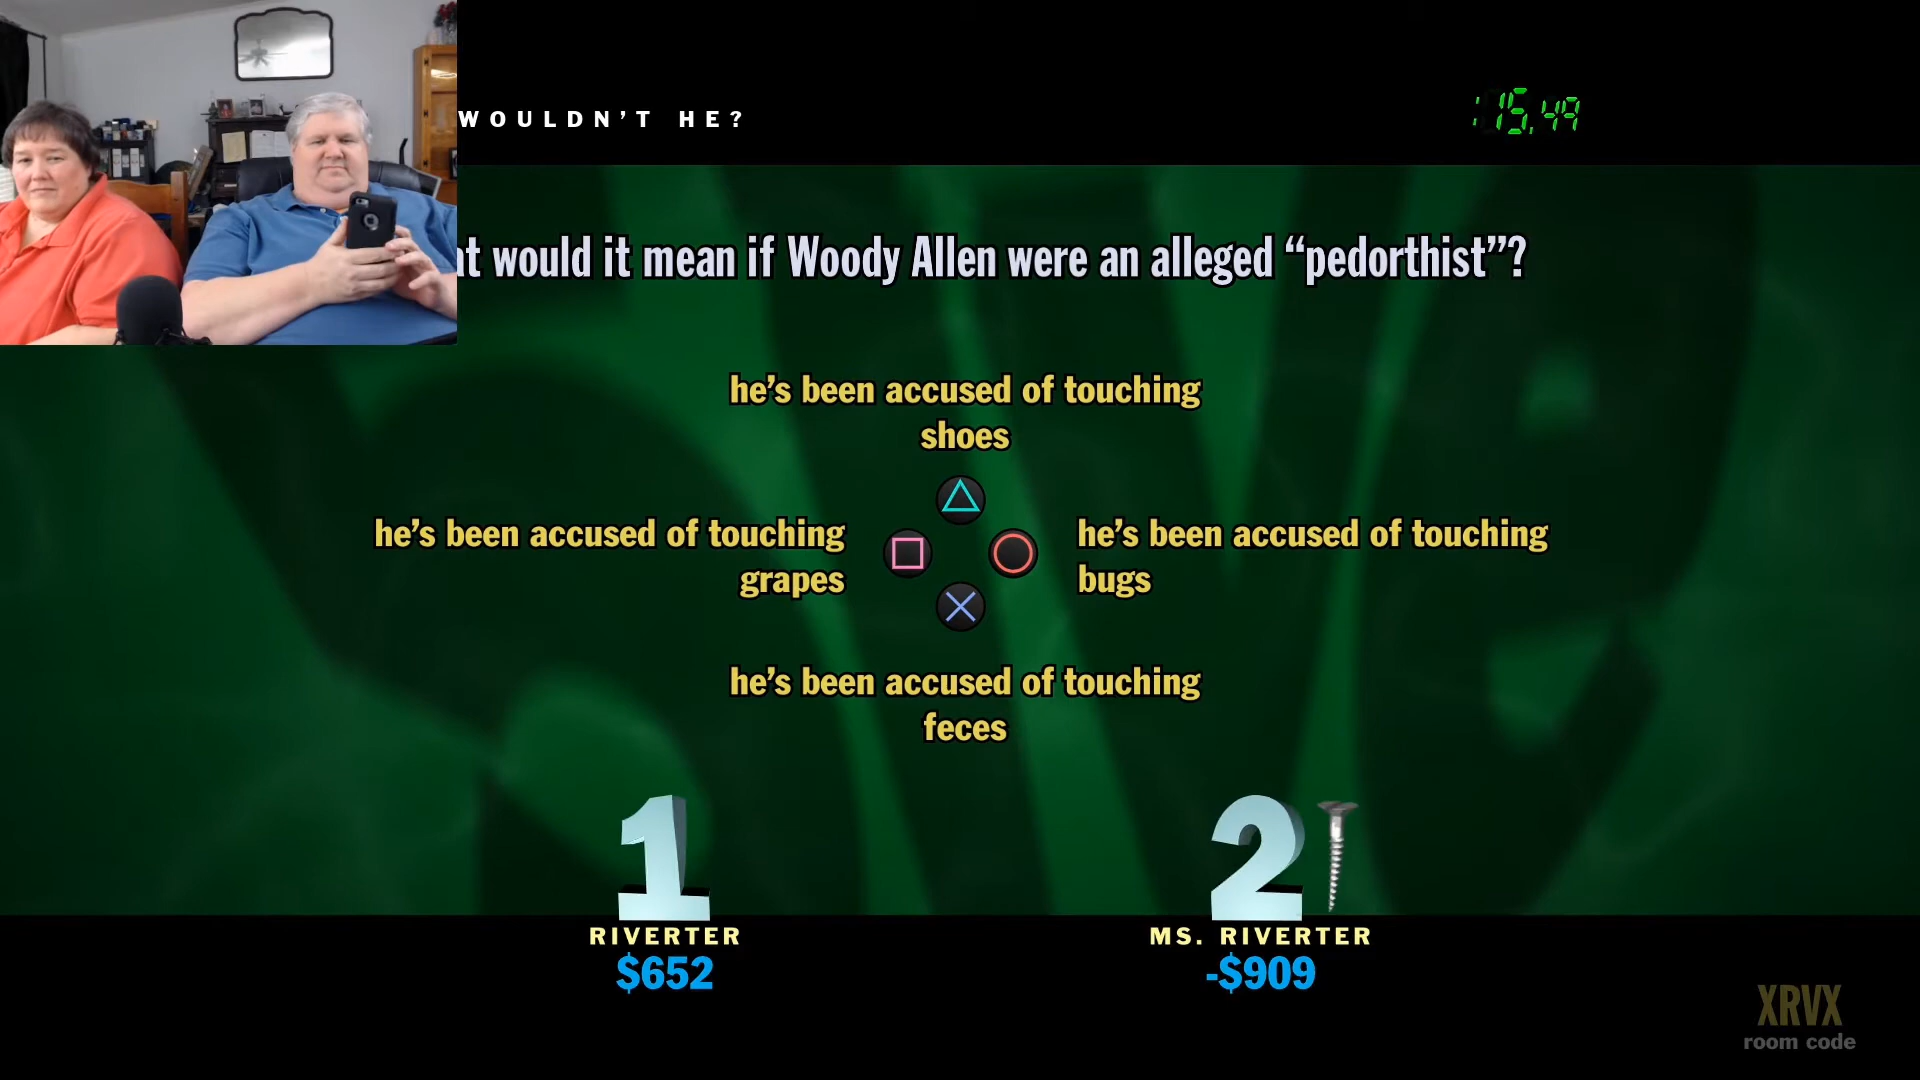 WOULDN'T HE?
15.49
at would it mean if Woody Allen were an alleged “pedorthist”?
he's been accused of touching
shoes
he's been accused of touching
grapes
he's been accused of touching
bugs
he's been accused of touching
feces
1
2
RIVERTER
MS. RIVERTER
$652
-$909
XRVX
room code